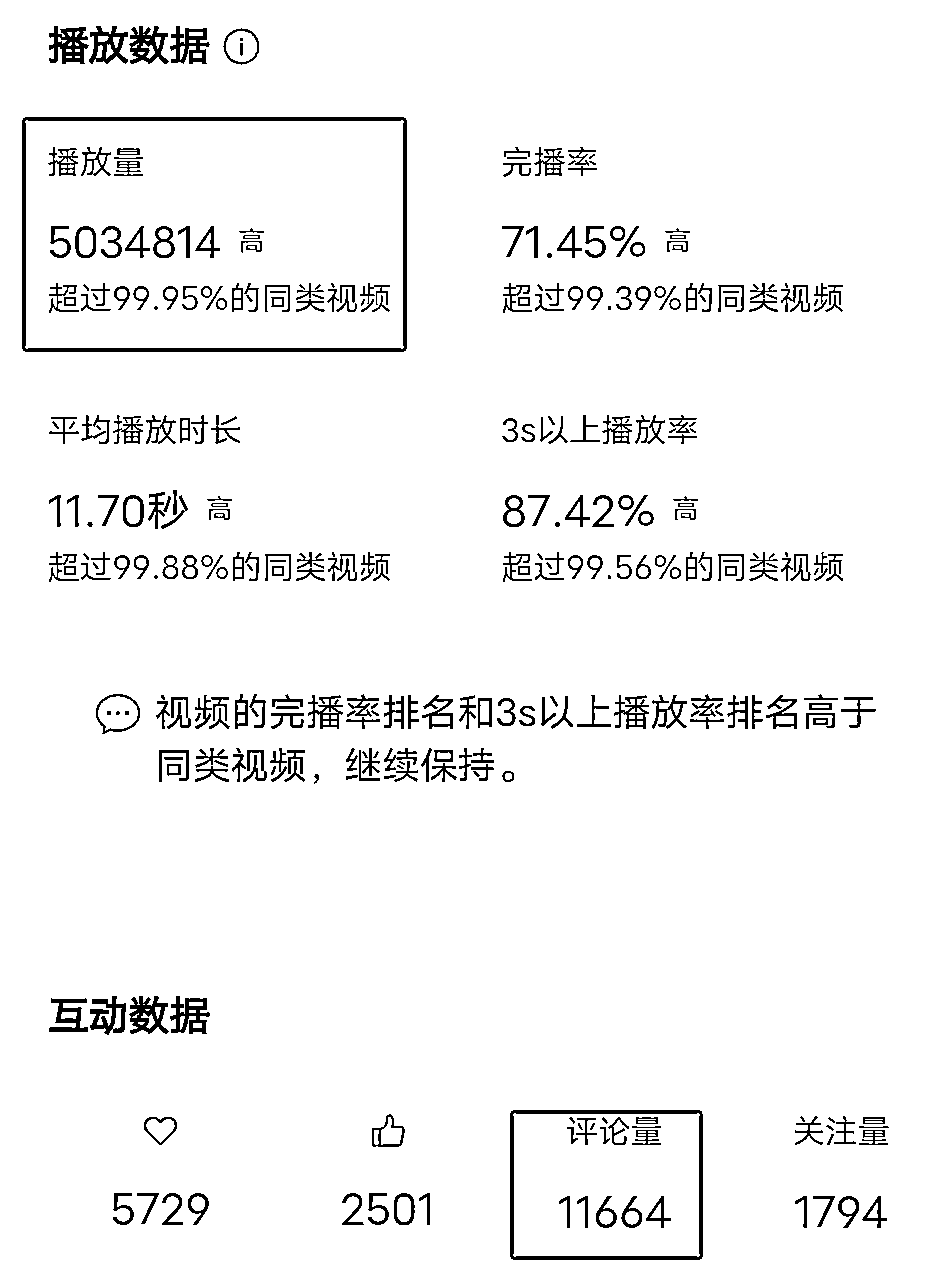 播放数据
播放量
5034814 高
超过99.95%的同类视频
完播率
71.45% 高
超过99.39%的同类视频
平均播放时长
11.70秒 高
超过99.88%的同类视频
3s以上播放率
87.42% 高
超过99.56%的同类视频
视频的完播率排名和3s以上播放率排名高于
同类视频，继续保持。
互动数据
5729
2501
评论量
11664
关注量
1794